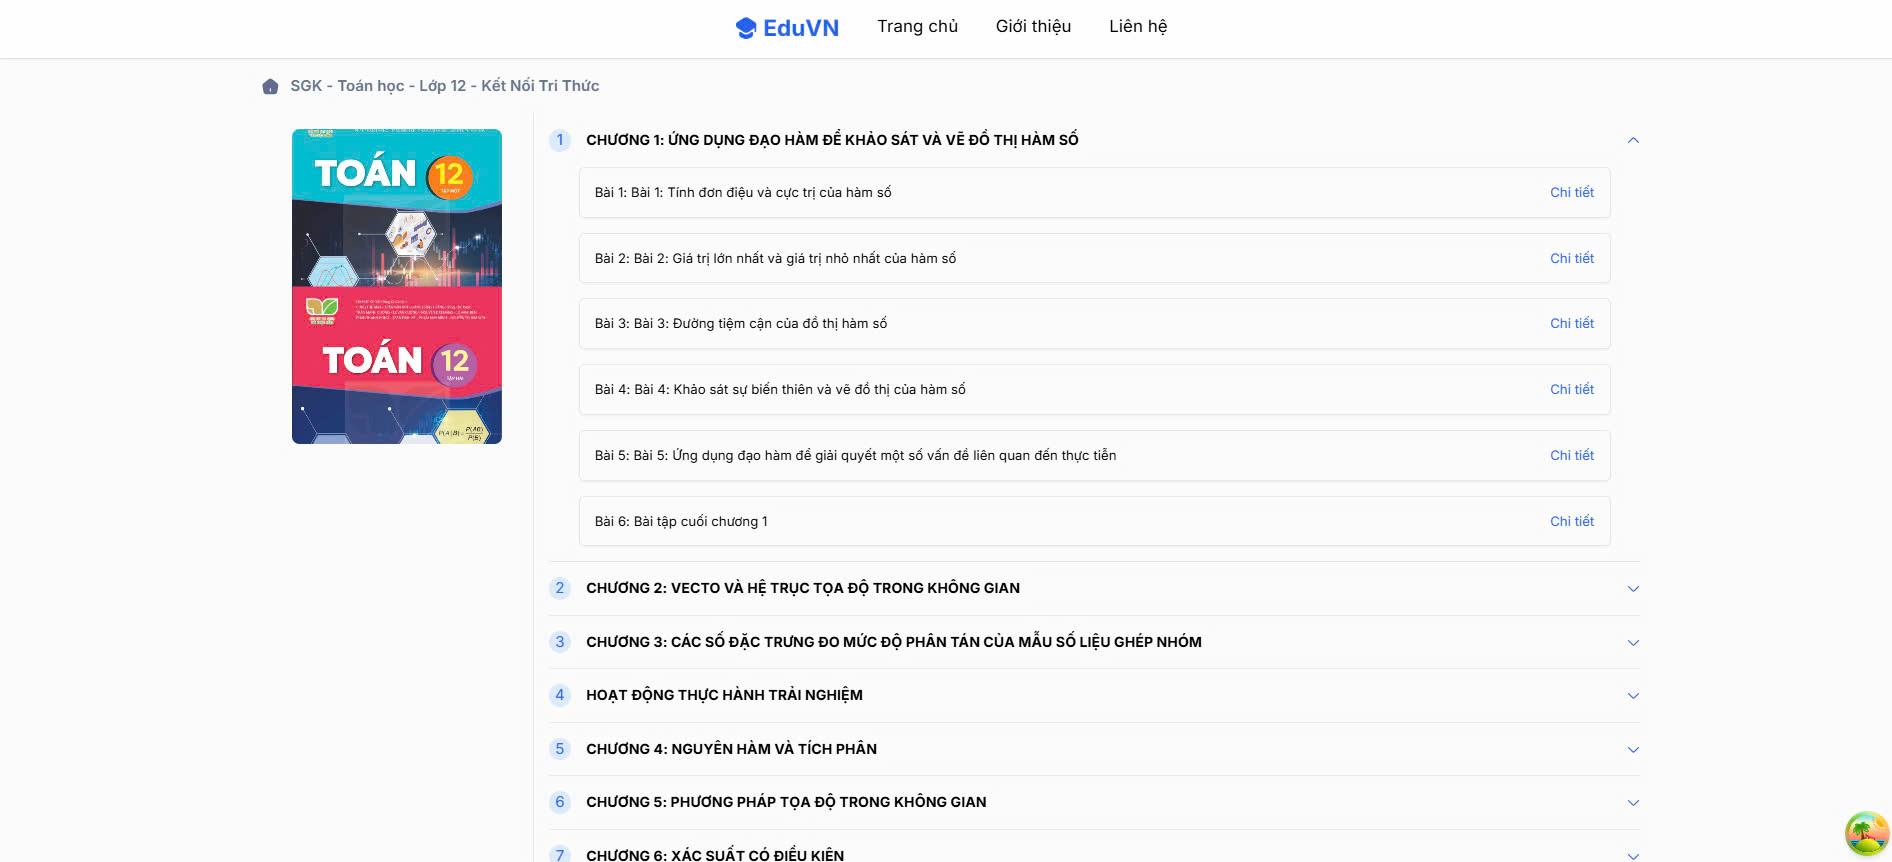 EduVN
Trang chủ
Giới thiệu
Liên hệ
SGK - Toán học - Lớp 12 - Kết Nối Tri Thức
TOÁN 12
TẬP MỘT
TOÁN 12
TẬP HAI
P(A|B) = P(AB)/P(B)
1 CHƯƠNG 1: ỨNG DỤNG ĐẠO HÀM ĐỂ KHẢO SÁT VÀ VẼ ĐỒ THỊ HÀM SỐ
Bài 1: Bài 1: Tính đơn điệu và cực trị của hàm số Chi tiết
Bài 2: Bài 2: Giá trị lớn nhất và giá trị nhỏ nhất của hàm số Chi tiết
Bài 3: Bài 3: Đường tiệm cận của đồ thị hàm số Chi tiết
Bài 4: Bài 4: Khảo sát sự biến thiên và vẽ đồ thị của hàm số Chi tiết
Bài 5: Bài 5: Ứng dụng đạo hàm để giải quyết một số vấn đề liên quan đến thực tiễn Chi tiết
Bài 6: Bài tập cuối chương 1 Chi tiết
2 CHƯƠNG 2: VECTO VÀ HỆ TRỤC TỌA ĐỘ TRONG KHÔNG GIAN
3 CHƯƠNG 3: CÁC SỐ ĐẶC TRƯNG ĐO MỨC ĐỘ PHÂN TÁN CỦA MẪU SỐ LIỆU GHÉP NHÓM
4 HOẠT ĐỘNG THỰC HÀNH TRẢI NGHIỆM
5 CHƯƠNG 4: NGUYÊN HÀM VÀ TÍCH PHÂN
6 CHƯƠNG 5: PHƯƠNG PHÁP TỌA ĐỘ TRONG KHÔNG GIAN
7 CHƯƠNG 6: XÁC SUẤT CÓ ĐIỀU KIỆN